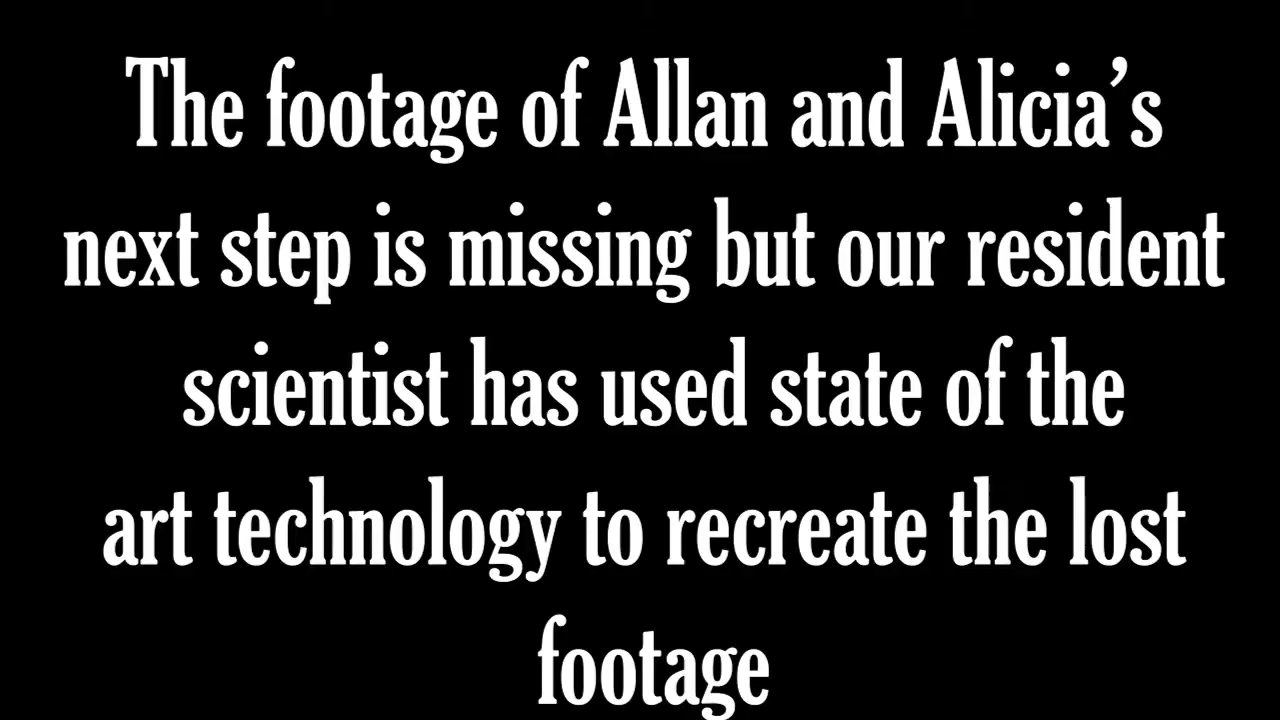 The footage of Allan and Alicia’s
next step is missing but our resident
scientist has used state of the
art technology to recreate the lost
footage